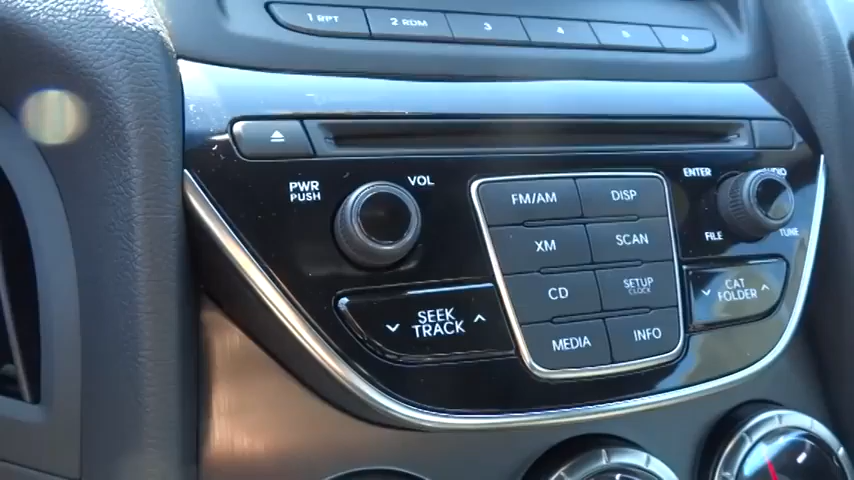 1 RPT
2 RDM
3
4
5
6
PWR
PUSH
VOL
FM/AM
DISP
ENTER
AUDIO
XM
SCAN
FILE
TUNE
CD
SETUP
CLOCK
SEEK
TRACK
CAT
FOLDER
MEDIA
INFO